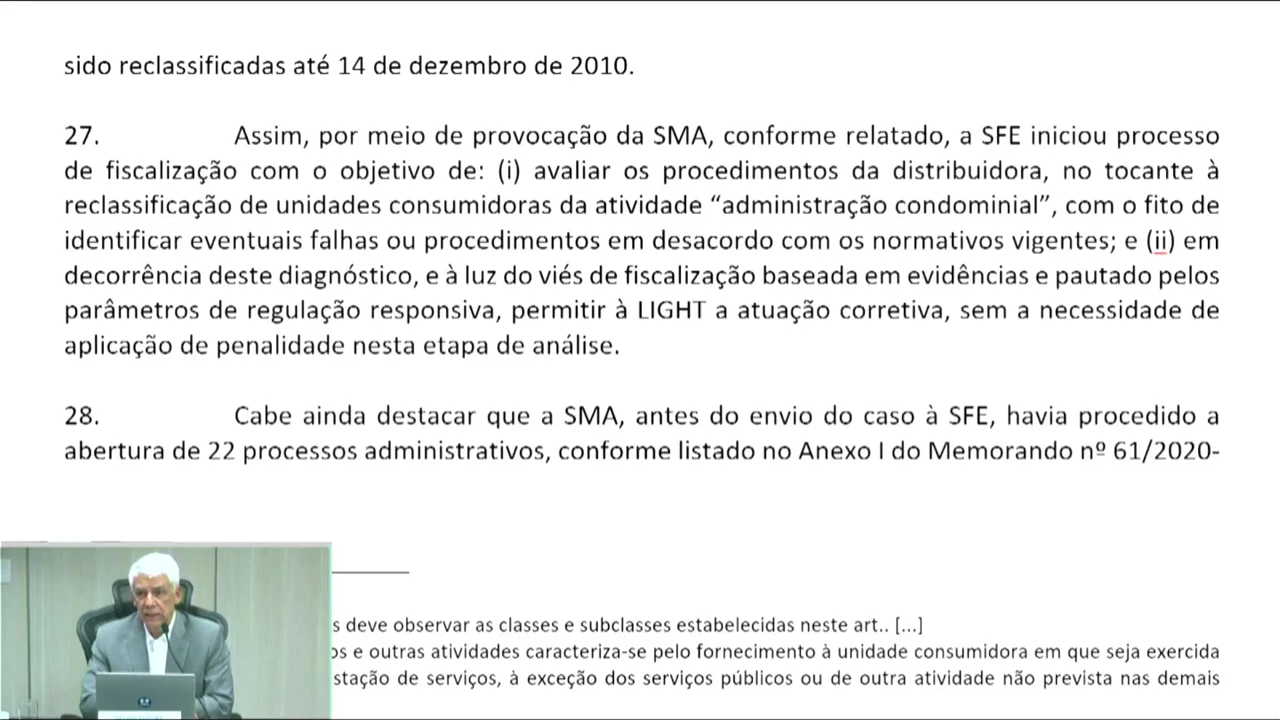 sido reclassificadas até 14 de dezembro de 2010.
27. Assim, por meio de provocação da SMA, conforme relatado, a SFE iniciou processo
de fiscalização com o objetivo de: (i) avaliar os procedimentos da distribuidora, no tocante à
reclassificação de unidades consumidoras da atividade “administração condominial”, com o fito de
identificar eventuais falhas ou procedimentos em desacordo com os normativos vigentes; e (ii) em
decorrência deste diagnóstico, e à luz do viés de fiscalização baseada em evidências e pautado pelos
parâmetros de regulação responsiva, permitir à LIGHT a atuação corretiva, sem a necessidade de
aplicação de penalidade nesta etapa de análise.
28. Cabe ainda destacar que a SMA, antes do envio do caso à SFE, havia procedido a
abertura de 22 processos administrativos, conforme listado no Anexo I do Memorando nº 61/2020-
s deve observar as classes e subclasses estabelecidas neste art.. [...]
os e outras atividades caracteriza-se pelo fornecimento à unidade consumidora em que seja exercida
stação de serviços, à exceção dos serviços públicos ou de outra atividade não prevista nas demais